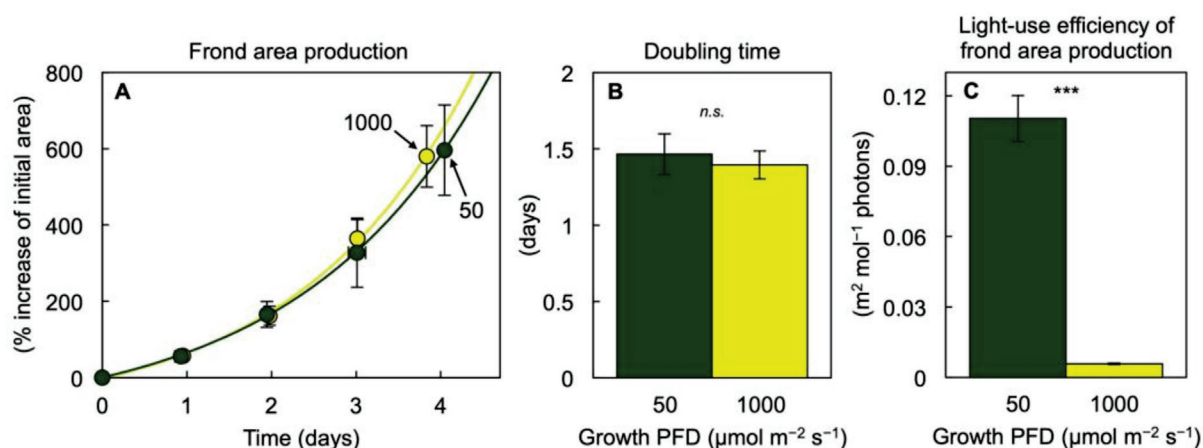 Frond area production
A
(% increase of initial area)
800
600
400
200
0
1000
50
0 1 2 3 4
Time (days)
Doubling time
B
n.s.
(days)
2
1.5
1
0.5
0
50 1000
Growth PFD (µmol m⁻² s⁻¹)
Light-use efficiency of
frond area production
C
***
(m² mol⁻¹ photons)
0.12
0.09
0.06
0.03
0
50 1000
Growth PFD (µmol m⁻² s⁻¹)